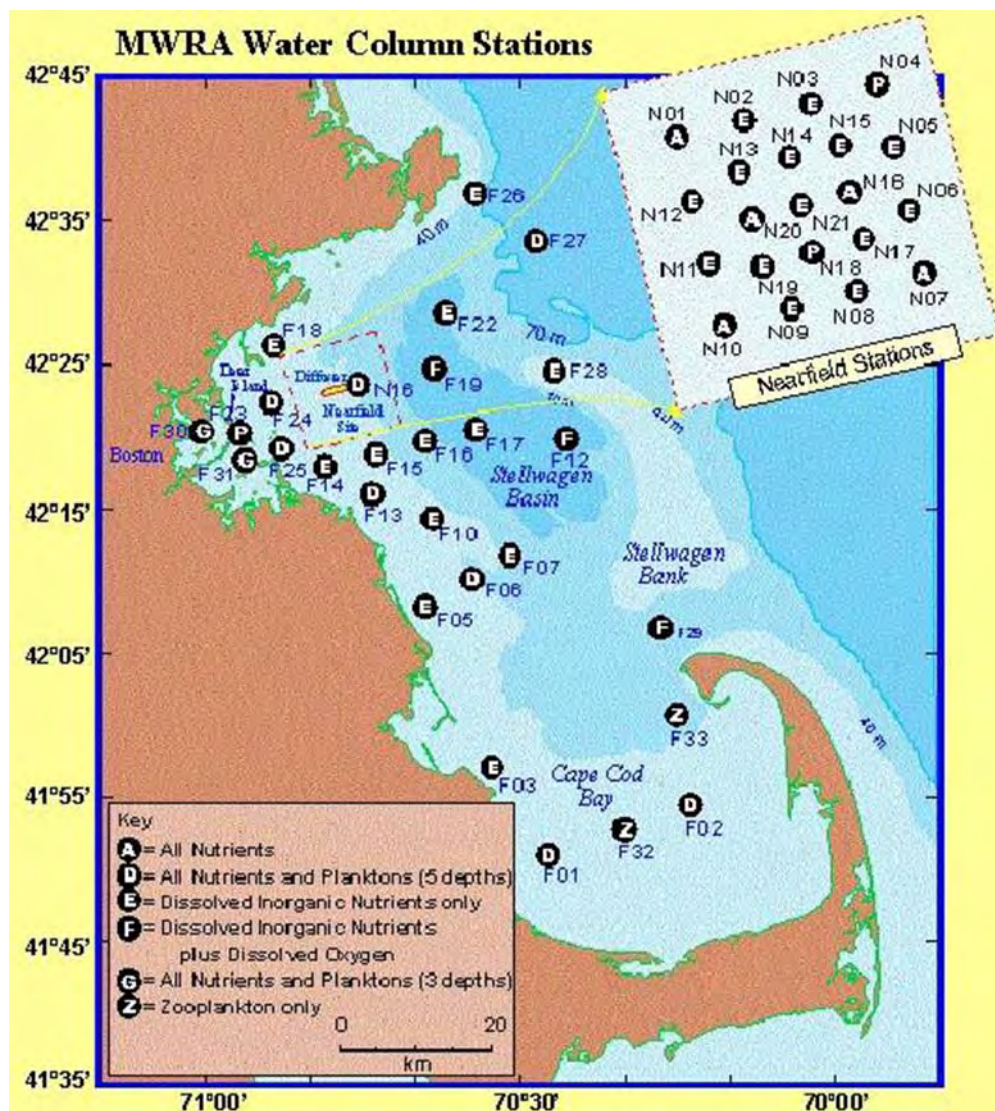 MWRA Water Column Stations
42°45'
42°35'
42°25'
42°15'
42°05'
41°55'
41°45'
41°35'
71°00'
70°30'
70°00'
N01
A
N02
E
N03
E
N04
P
N05
E
N06
E
N07
A
N08
E
N09
E
N10
A
N11
E
N12
E
N13
E
N14
E
N15
E
N16
A
N17
E
N18
P
N19
E
N20
A
N21
E
Nearfield Stations
E F26
40 m
D F27
E F22
70 m
F18
E
F F19
E F28
Diffuser
D N16
Nearfield
Site
Island
F23
D F24
F30 G
P
Boston
F31 G
D F25
E F14
E F15
E F16
E F17
F F12
40 m
Stellwagen
Basin
D F13
E F10
E F07
D F06
E F05
Stellwagen
Bank
F F29
Z F33
40 m
E F03
Cape Cod
Bay
D F02
Z F32
D F01
Key
A = All Nutrients
D = All Nutrients and Planktons (5 depths)
E = Dissolved Inorganic Nutrients only
F = Dissolved Inorganic Nutrients
plus Dissolved Oxygen
G = All Nutrients and Planktons (3 depths)
Z = Zooplankton only
0 20
km